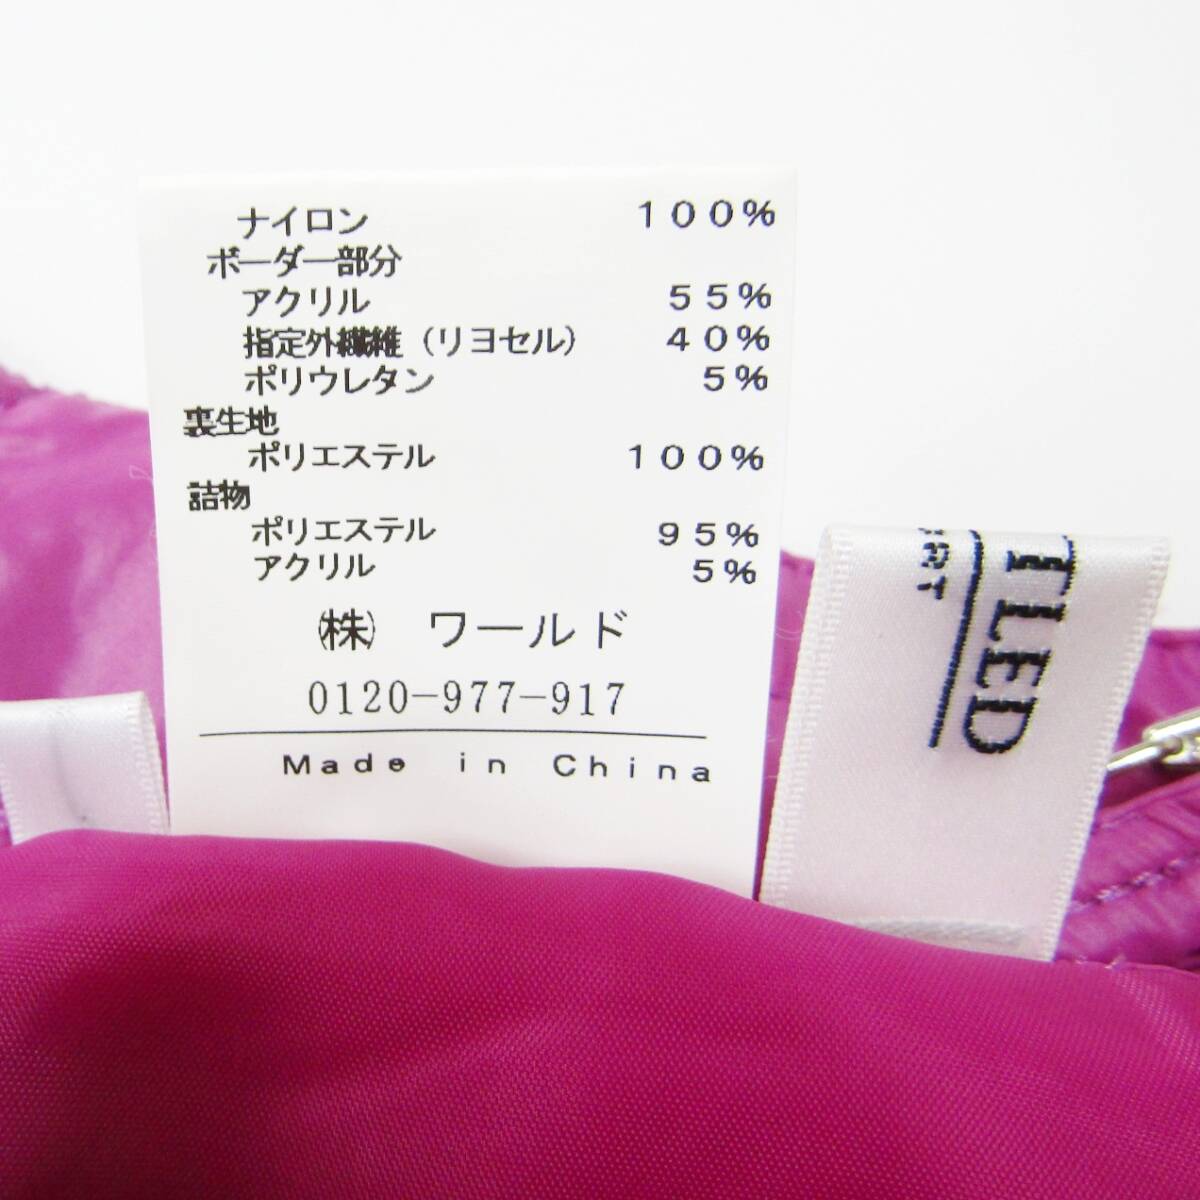 ナイロン 100%
ボーダー部分
アクリル 55%
指定外繊維(リヨセル) 40%
ポリウレタン 5%
裏生地
ポリエステル 100%
詰物
ポリエステル 95%
アクリル 5%
(株) ワールド
0120-977-917
Made in China
TLED